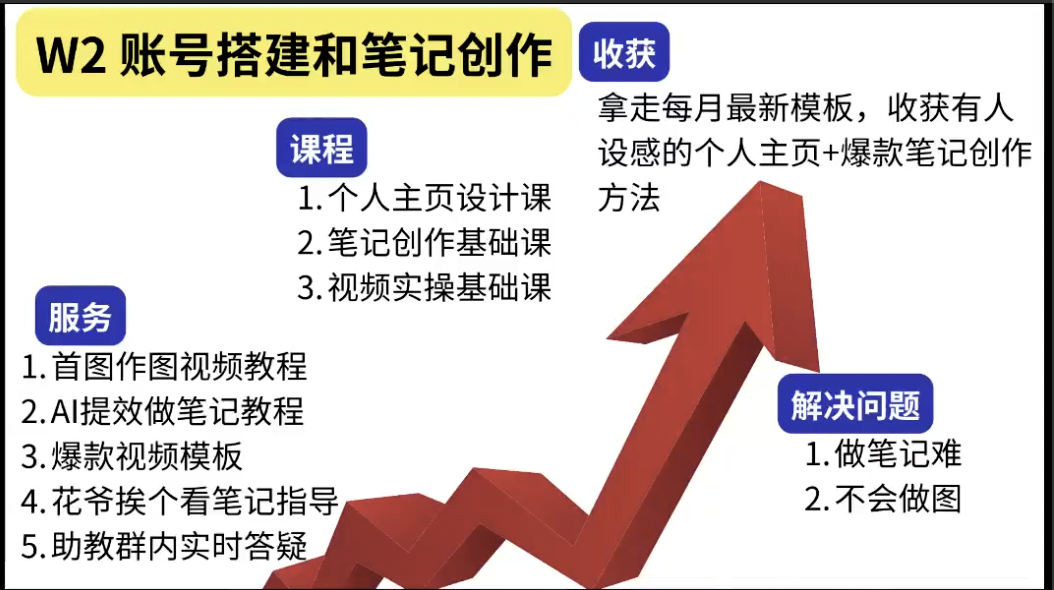 W2 账号搭建和笔记创作
收获
拿走每月最新模板，收获有人
设感的个人主页+爆款笔记创作
方法
课程
1.个人主页设计课
2.笔记创作基础课
3.视频实操基础课
服务
1.首图作图视频教程
2.AI提效做笔记教程
3.爆款视频模板
4.花爷挨个看笔记指导
5.助教群内实时答疑
解决问题
1.做笔记难
2.不会做图